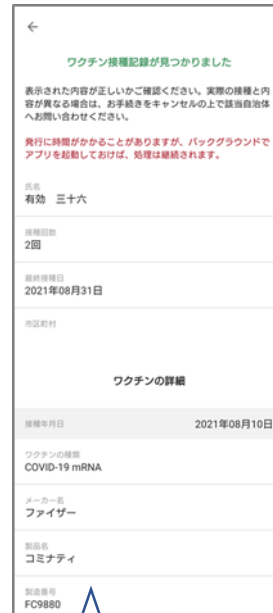 ワクチン接種記録が見つかりました
表示された内容が正しいかご確認ください。実際の接種と内
容が異なる場合は、お手続きをキャンセルの上で該当自治体
へお問い合わせください。
発行に時間がかかることがありますが、バックグラウンドで
アプリを起動しておけば、処理は継続されます。
氏名
有効　三十六
接種回数
2回
最終接種日
2021年08月31日
市区町村
ワクチンの詳細
接種年月日 2021年08月10日
ワクチンの種類
COVID-19 mRNA
メーカー名
ファイザー
製品名
コミナティ
製造番号
FC9880